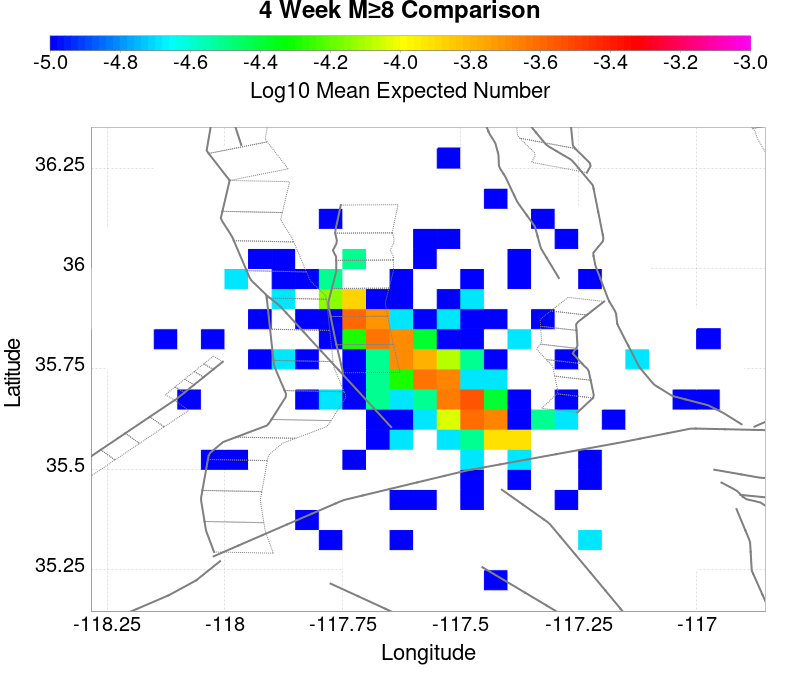 4 Week M≥8 Comparison
-5.0 -4.8 -4.6 -4.4 -4.2 -4.0 -3.8 -3.6 -3.4 -3.2 -3.0
Log10 Mean Expected Number
36.25
36
35.75
35.5
35.25
Latitude
-118.25 -118 -117.75 -117.5 -117.25 -117
Longitude